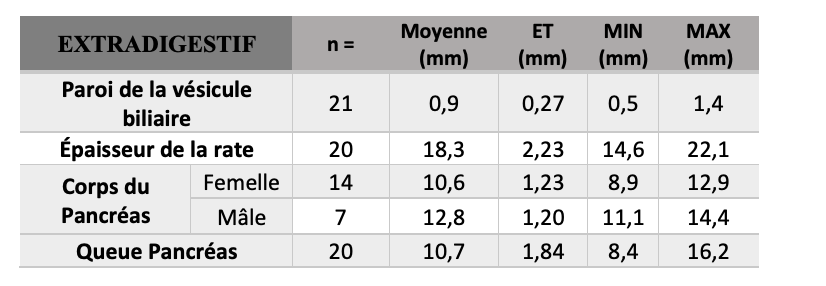 EXTRADIGESTIF n = Moyenne (mm) ET (mm) MIN (mm) MAX (mm)
Paroi de la vésicule biliaire 21 0,9 0,27 0,5 1,4
Épaisseur de la rate 20 18,3 2,23 14,6 22,1
Corps du Pancréas Femelle 14 10,6 1,23 8,9 12,9
Mâle 7 12,8 1,20 11,1 14,4
Queue Pancréas 20 10,7 1,84 8,4 16,2